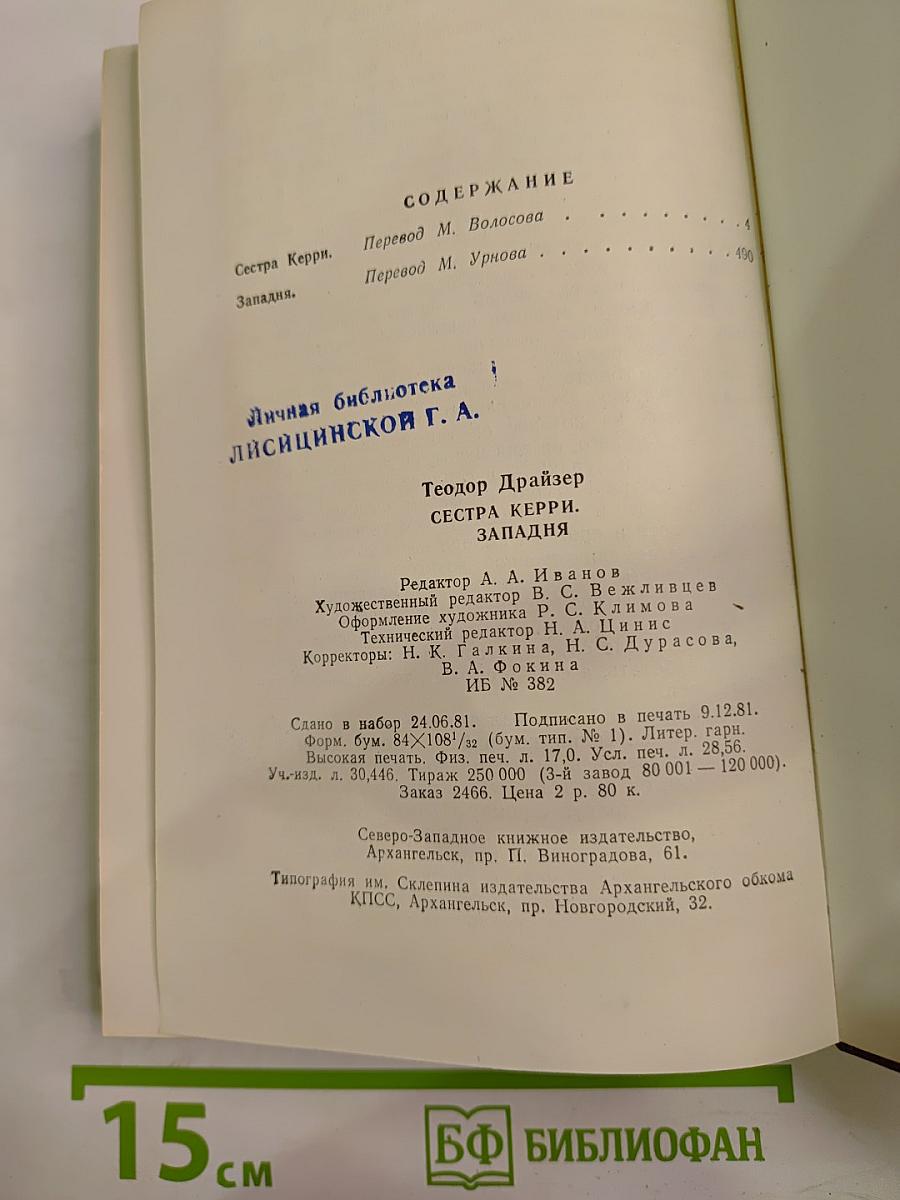 СОДЕРЖАНИЕ
Сестра Керри. Перевод М. Волосова . . . . . . . . . 4
Западня. Перевод М. Урнова . . . . . . . . . . 490
Личная библиотека
ЛИСИЦИНСКОЙ Г. А.
Теодор Драйзер
СЕСТРА КЕРРИ.
ЗАПАДНЯ
Редактор А. А. Иванов
Художественный редактор В. С. Вежливцев
Оформление художника Р. С. Климова
Технический редактор Н. А. Цинис
Корректоры: Н. К. Галкина, Н. С. Дурасова,
В. А. Фокина
ИБ № 382
Сдано в набор 24.06.81. Подписано в печать 9.12.81.
Форм. бум. 84×108¹/₃₂ (бум. тип. № 1). Литер. гарн.
Высокая печать. Физ. печ. л. 17,0. Усл. печ. л. 28,56.
Уч.-изд. л. 30,446. Тираж 250 000 (3-й завод 80 001 — 120 000).
Заказ 2466. Цена 2 р. 80 к.
Северо-Западное книжное издательство,
Архангельск, пр. П. Виноградова, 61.
Типография им. Склепина издательства Архангельского обкома
КПСС, Архангельск, пр. Новгородский, 32.
15 см
БФ БИБЛИОФАН